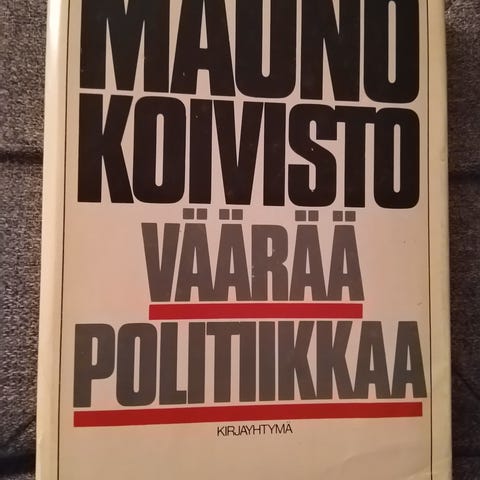 MAUNO
KOIVISTO
VÄÄRÄÄ
POLITIIKKAA
KIRJAYHTYMÄ